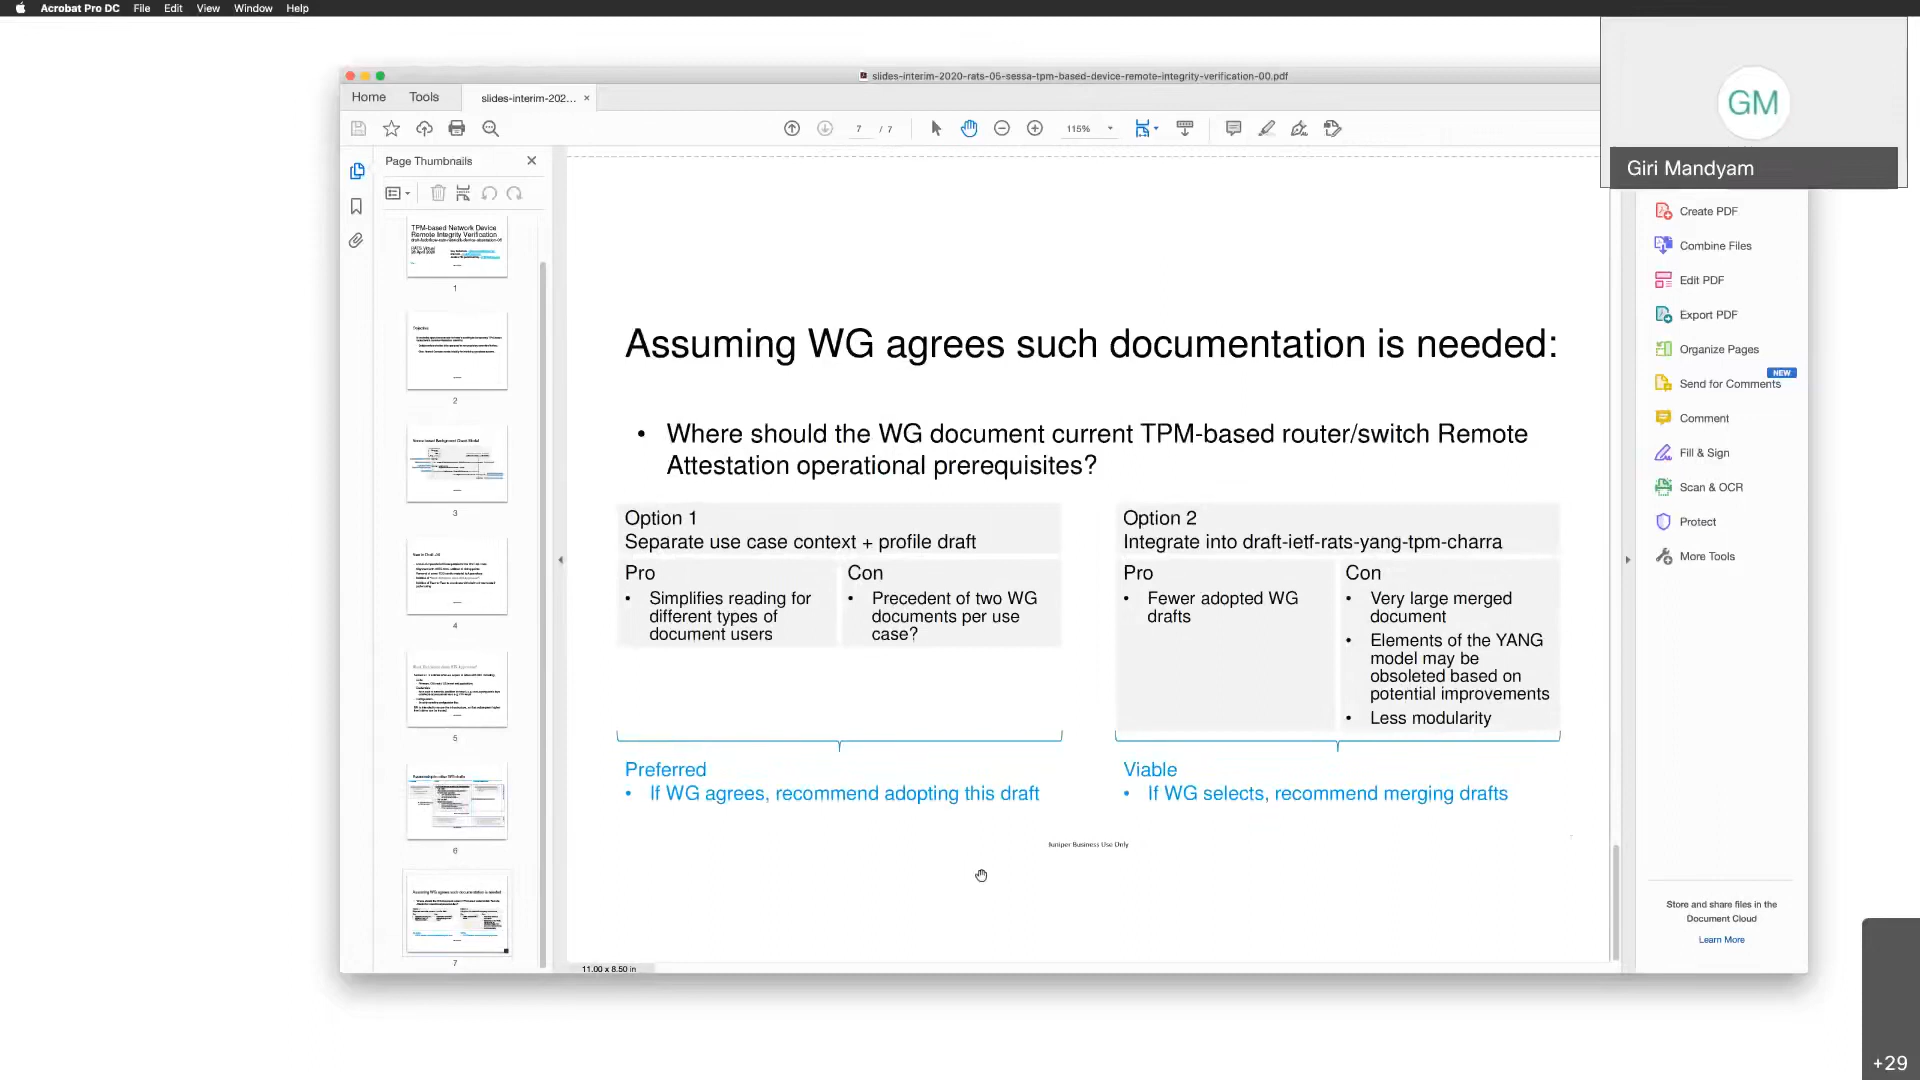 Acrobat Pro DC File Edit View Window Help
slides-interim-2020-rats-05-sessa-tpm-based-device-remote-integrity-verification-00.pdf
Home Tools slides-interim-202... ×
7 / 7 115%
GM
Giri Mandyam
Page Thumbnails
TPM-based Network Device
Remote Integrity Verification
1
2
3
4
5
6
7
Assuming WG agrees such documentation is needed:
• Where should the WG document current TPM-based router/switch Remote
Attestation operational prerequisites?
Option 1
Separate use case context + profile draft
Pro
• Simplifies reading for
different types of
document users
Con
• Precedent of two WG
documents per use
case?
Preferred
• If WG agrees, recommend adopting this draft
Option 2
Integrate into draft-ietf-rats-yang-tpm-charra
Pro
• Fewer adopted WG
drafts
Con
• Very large merged
document
• Elements of the YANG
model may be
obsoleted based on
potential improvements
• Less modularity
Viable
• If WG selects, recommend merging drafts
Juniper Business Use Only
11.00 x 8.50 in
Create PDF
Combine Files
Edit PDF
Export PDF
Organize Pages
NEW
Send for Comments
Comment
Fill & Sign
Scan & OCR
Protect
More Tools
Store and share files in the
Document Cloud
Learn More
+29